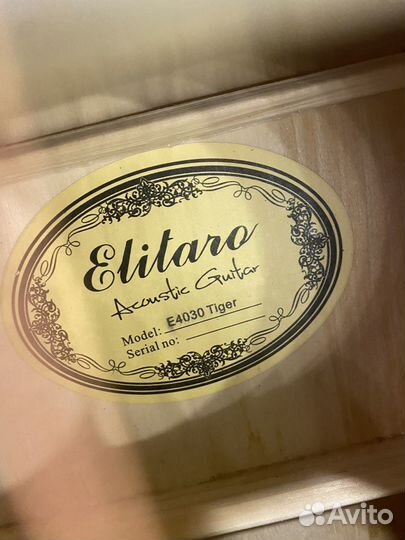 Elitaro
Acoustic Guitar
Model: E4030 Tiger
Serial no:
Avito